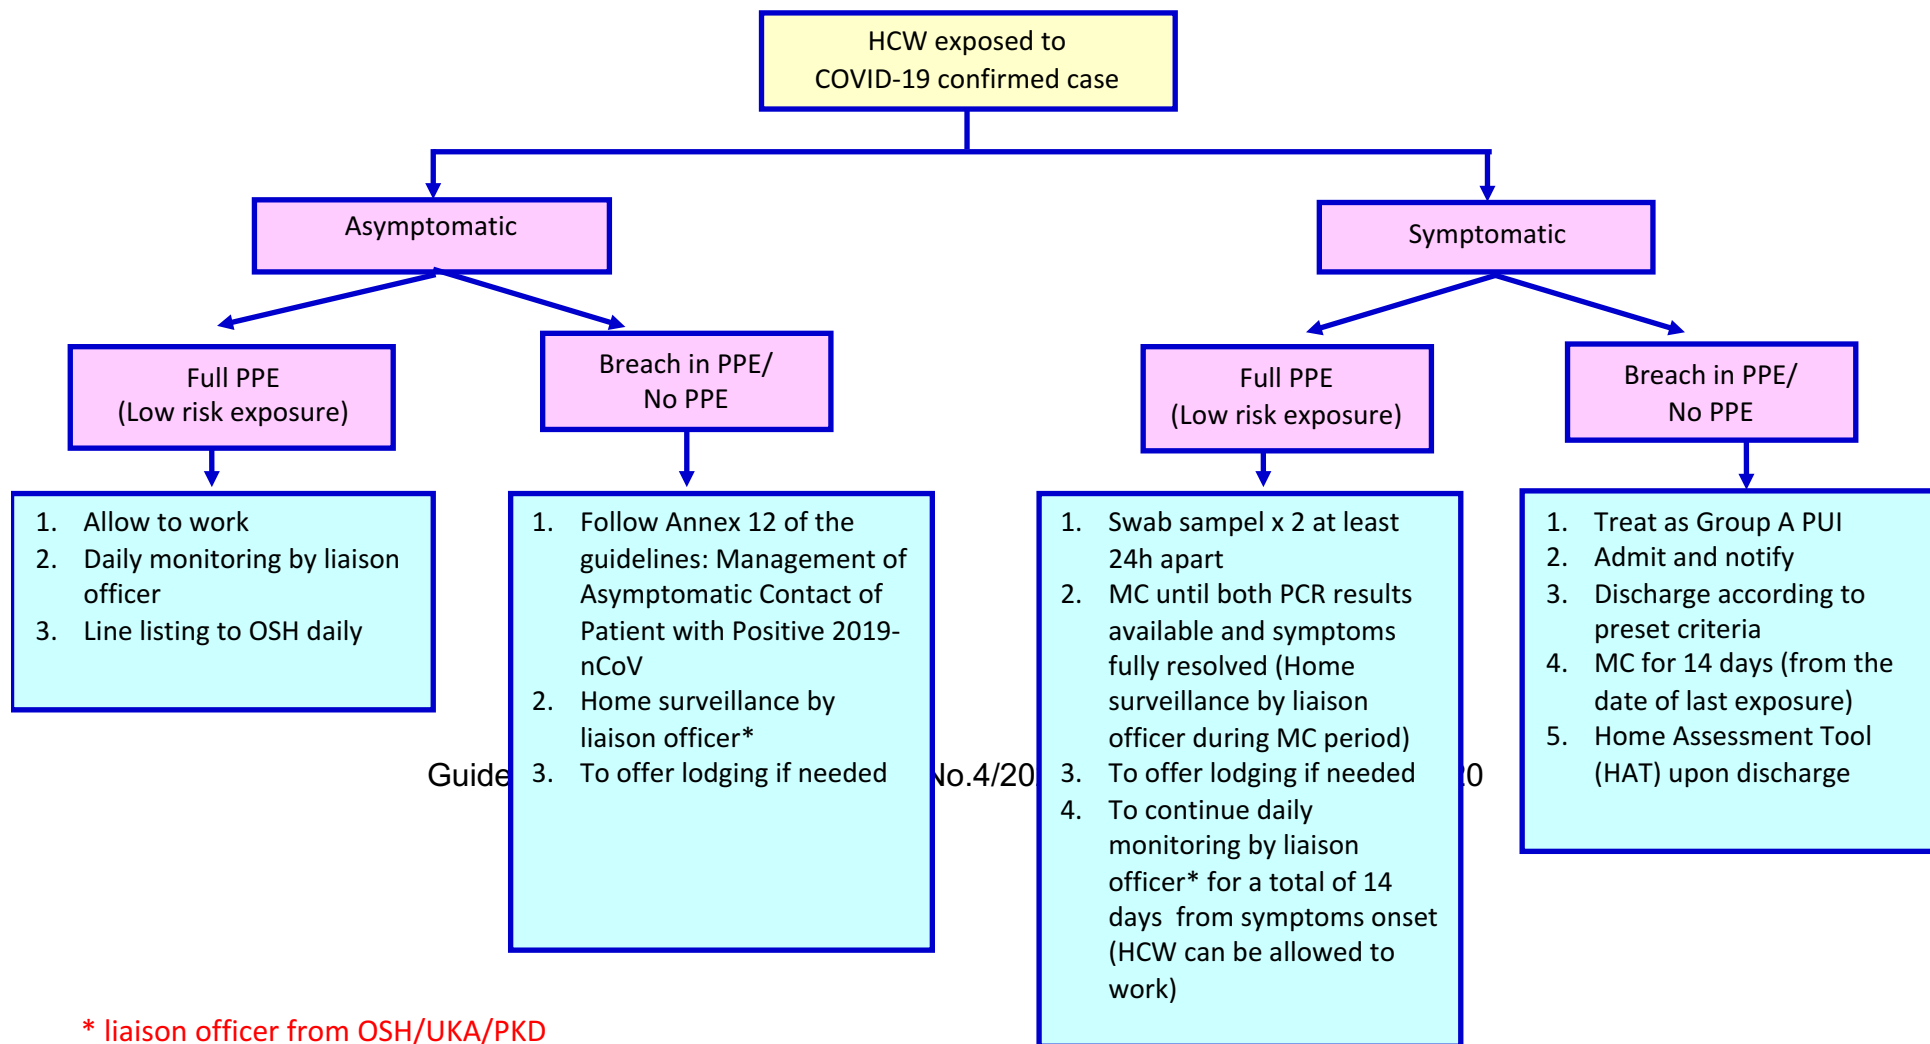 HCW exposed to
COVID-19 confirmed case
Asymptomatic
Symptomatic
Full PPE
(Low risk exposure)
Breach in PPE/
No PPE
Full PPE
(Low risk exposure)
Breach in PPE/
No PPE
1. Allow to work
2. Daily monitoring by liaison
officer
3. Line listing to OSH daily
1. Follow Annex 12 of the
guidelines: Management of
Asymptomatic Contact of
Patient with Positive 2019-
nCoV
2. Home surveillance by
liaison officer*
3. To offer lodging if needed
1. Swab sampel x 2 at least
24h apart
2. MC until both PCR results
available and symptoms
fully resolved (Home
surveillance by liaison
officer during MC period)
3. To offer lodging if needed
4. To continue daily
monitoring by liaison
officer* for a total of 14
days from symptoms onset
(HCW can be allowed to
work)
1. Treat as Group A PUI
2. Admit and notify
3. Discharge according to
preset criteria
4. MC for 14 days (from the
date of last exposure)
5. Home Assessment Tool
(HAT) upon discharge
* liaison officer from OSH/UKA/PKD